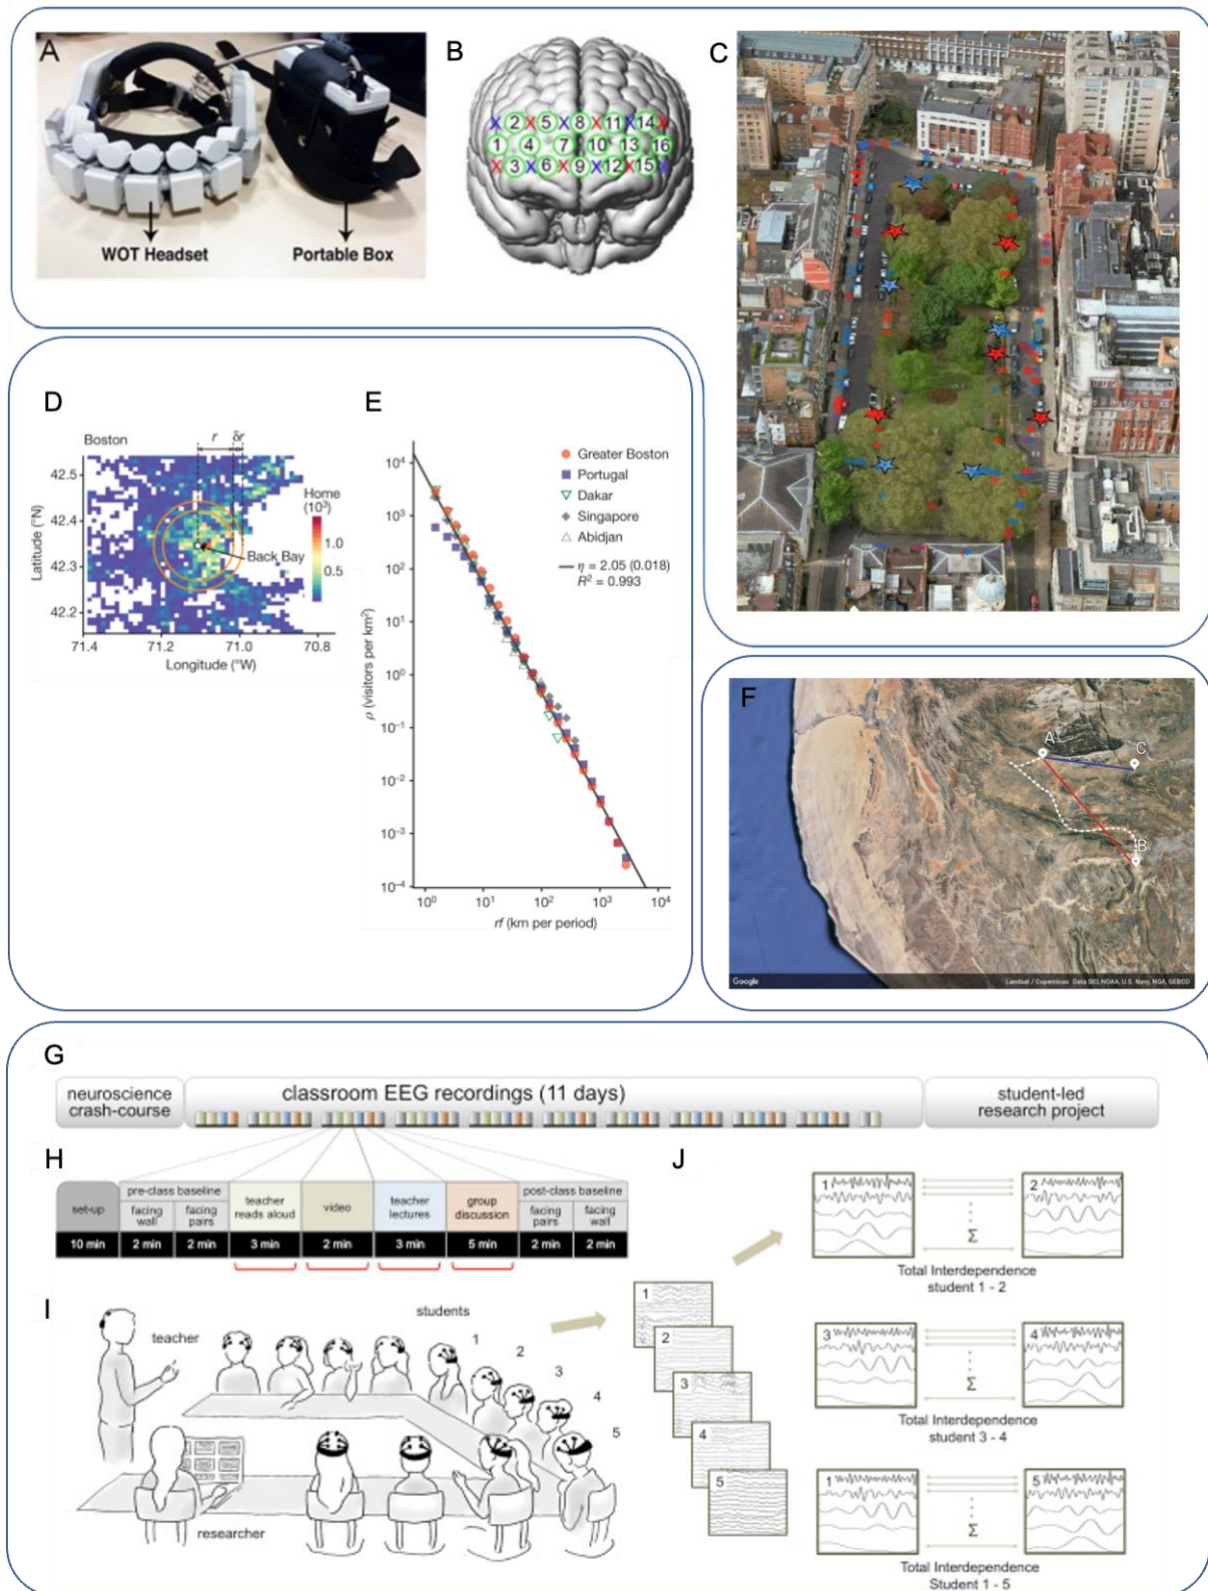 A
WOT Headset
Portable Box
B
X 2 X 5 X 8 X 11 X 14 X
1 4 7 10 13 16
X 3 X 6 X 9 X 12 X 15 X
C
D
Boston
r δr
42.5
42.4
42.3
42.2
Latitude (°N)
71.4 71.2 71.0 70.8
Longitude (°W)
Home
(10³)
1.0
0.5
Back Bay
E
10⁴
10³
10²
10¹
10⁰
10⁻¹
10⁻²
10⁻³
10⁻⁴
ρ (visitors per km²)
10⁰ 10¹ 10² 10³ 10⁴
rf (km per period)
Greater Boston
Portugal
Dakar
Singapore
Abidjan
η = 2.05 (0.018)
R² = 0.993
F
A
C
B
Google
Landsat / Copernicus Data SIO, NOAA, U.S. Navy, NGA, GEBCO
G
neuroscience
crash-course
classroom EEG recordings (11 days)
student-led
research project
H
set-up
pre-class baseline
facing
wall
facing
pairs
teacher
reads aloud
video
teacher
lectures
group
discussion
post-class baseline
facing
pairs
facing
wall
10 min 2 min 2 min 3 min 2 min 3 min 5 min 2 min 2 min
I
teacher
students
1
2
3
4
5
researcher
1
2
3
4
5
J
1 2
Σ
Total Interdependence
student 1 - 2
3 4
Σ
Total Interdependence
student 3 - 4
1 5
Σ
Total Interdependence
Student 1 - 5